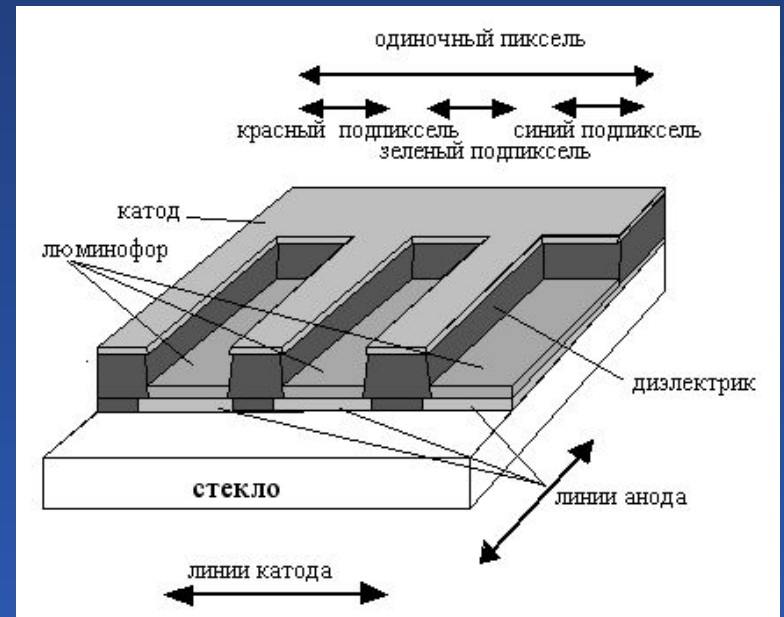 одиночный пиксель
красный подпиксель
синий подпиксель
зеленый подпиксель
катод
люминофор
диэлектрик
стекло
линии анода
линии катода